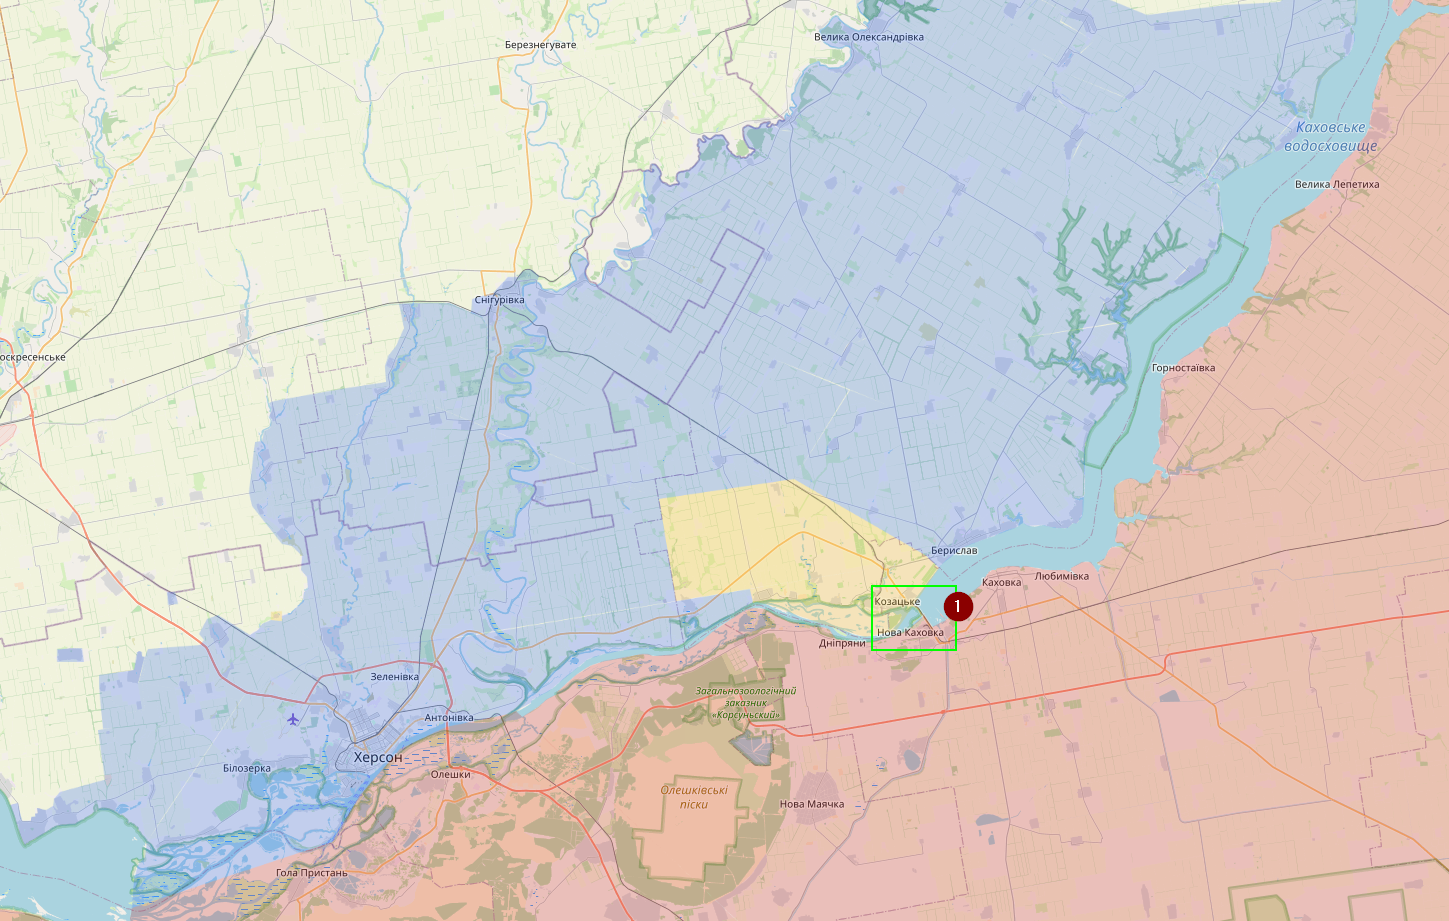 Велика Олександрівка
Березнегувате
Каховське
водосховище
Велика Лепетиха
Снігурівка
оскресенське
Горностаївка
Берислав
Каховка
Любимівка
Козацьке
1
Нова Каховка
Дніпряни
Зеленівка
Загальнозоологічний
заказник
«Корсунський»
Антонівка
Херсон
Білозерка
Олешки
Олешківські
піски
Нова Маячка
Гола Пристань